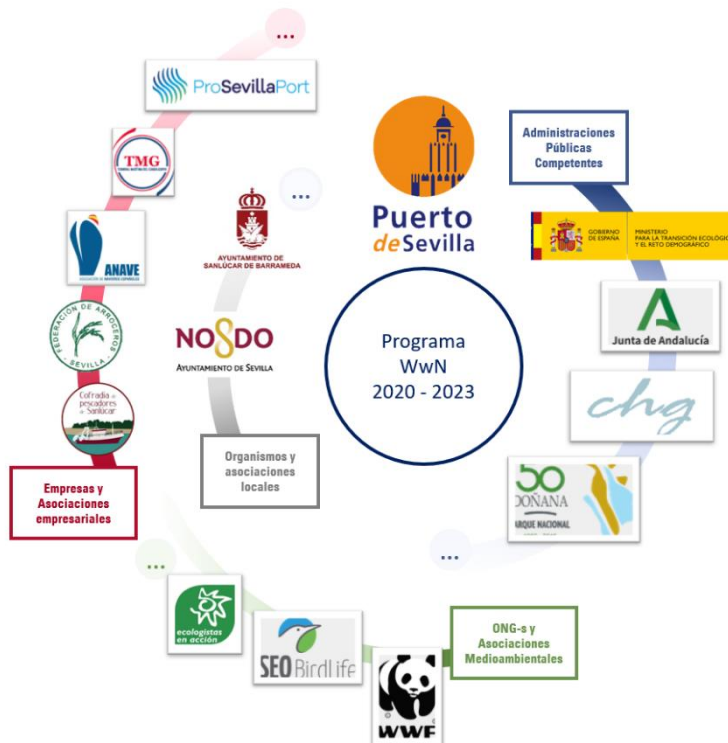 ...
ProSevillaPort
TMG
...
ANAVE
AYUNTAMIENTO DE
SANLÚCAR DE BARRAMEDA
FEDERACIÓN DE ARROCEROS
- SEVILLA -
NO8DO
AYUNTAMIENTO DE SEVILLA
Cofradía de
pescadores
de Sanlúcar
Empresas y
Asociaciones
empresariales
Organismos y
asociaciones
locales
Puerto
de Sevilla
Programa
WwN
2020 - 2023
Administraciones
Públicas
Competentes
GOBIERNO
DE ESPAÑA
MINISTERIO
PARA LA TRANSICIÓN ECOLÓGIC
Y EL RETO DEMOGRÁFICO
Junta de Andalucía
chg
50
DOÑANA
ARQUE NACIONAL
...
...
ecologistas
en acción
SEO BirdLife
WWF
ONG-s y
Asociaciones
Medioambientales